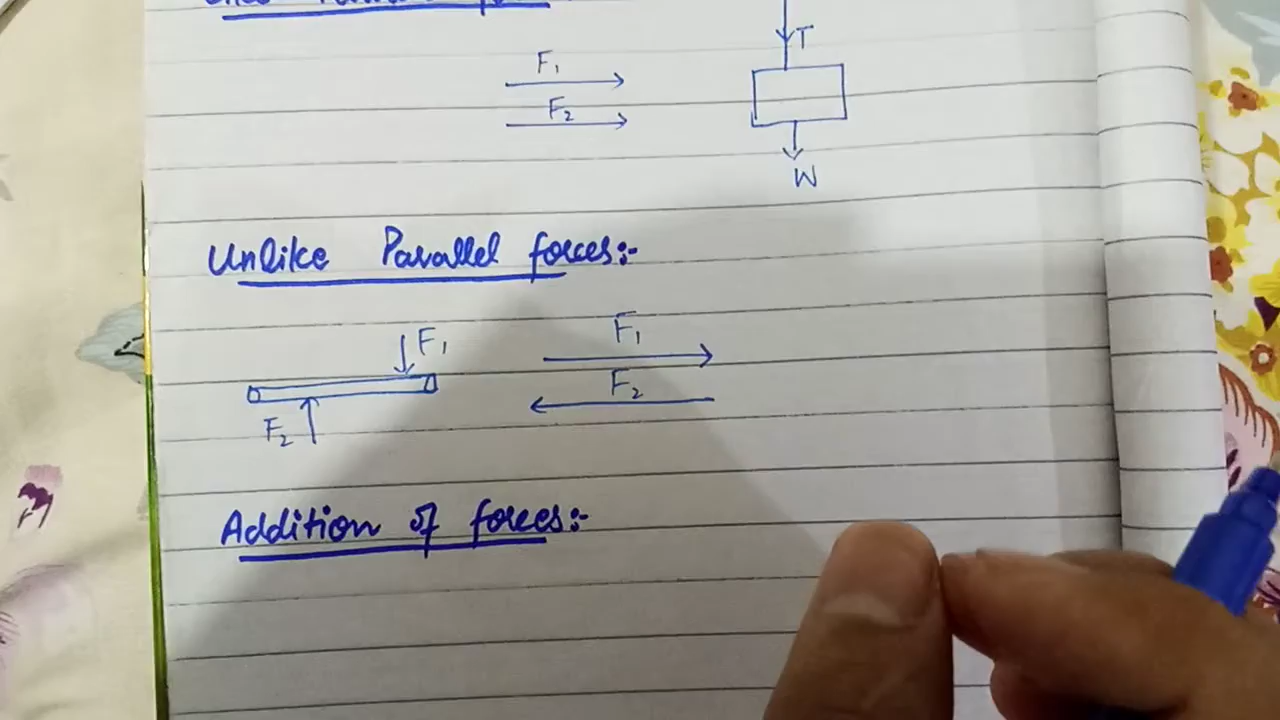 T
F₁
F₂
W
Unlike Parallel forces:-
F₁
F₁
F₂
F₂
Addition of forces:-